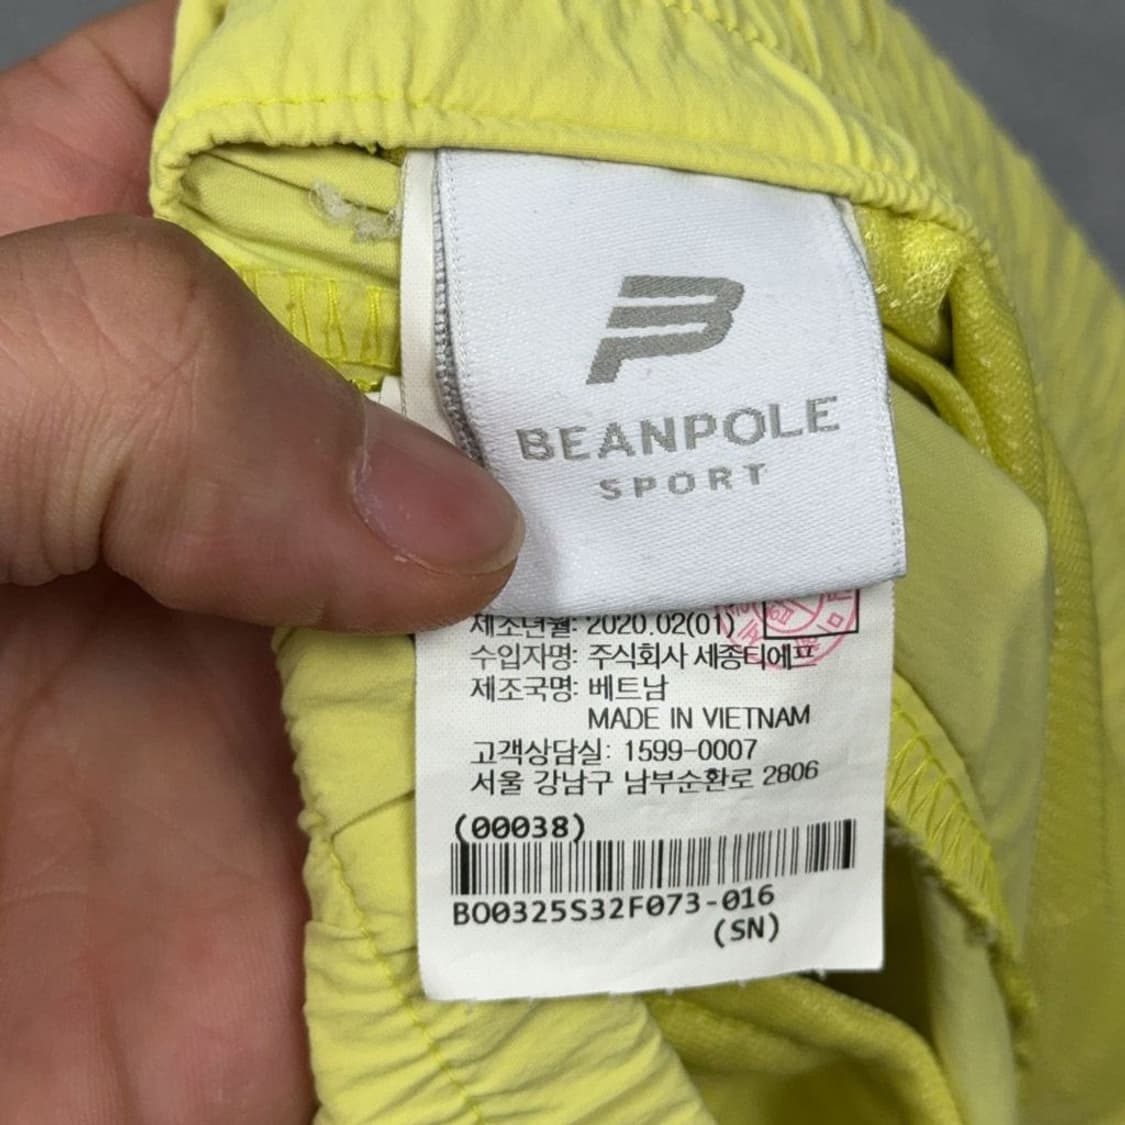 BEANPOLE
SPORT
제조년월: 2020.02(01)
수입자명: 주식회사 세종티에프
제조국명: 베트남
MADE IN VIETNAM
고객상담실: 1599-0007
서울 강남구 남부순환로 2806
(00038)
BO0325S32F073-016
(SN)